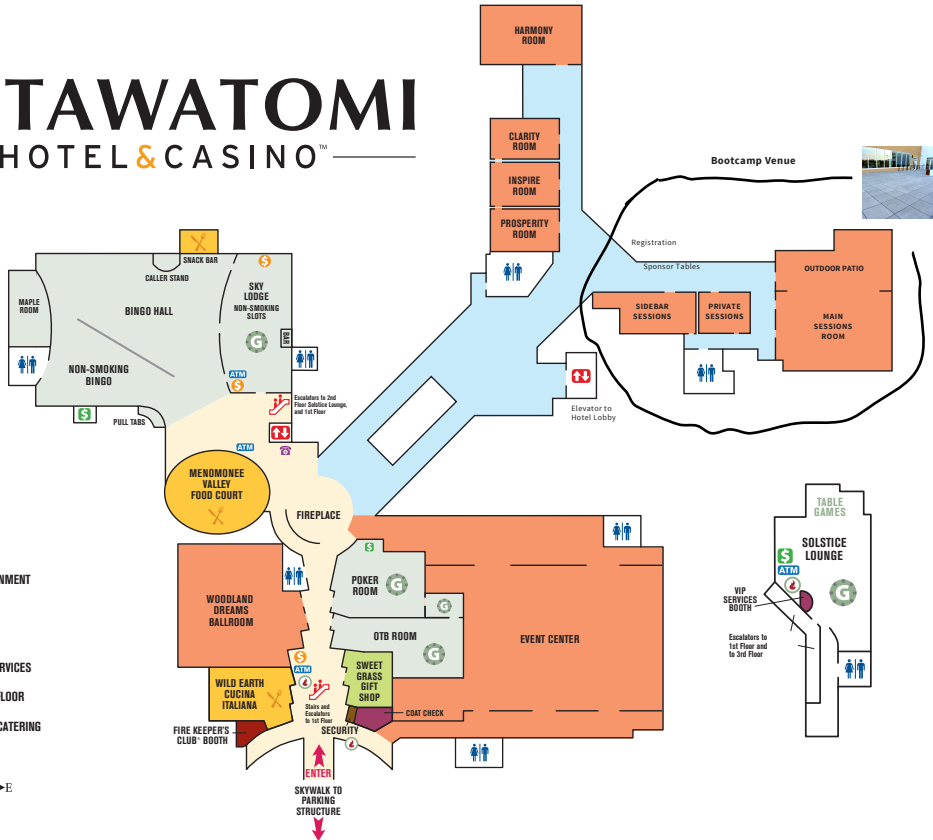 TAWATOMI
HOTEL & CASINO™
HARMONY
ROOM
CLARITY
ROOM
INSPIRE
ROOM
PROSPERITY
ROOM
Bootcamp Venue
Registration
Sponsor Tables
OUTDOOR PATIO
SIDEBAR
SESSIONS
PRIVATE
SESSIONS
MAIN
SESSIONS
ROOM
Elevator to
Hotel Lobby
SNACK BAR
CALLER STAND
$
MAPLE
ROOM
BINGO HALL
SKY
LODGE
NON-SMOKING
SLOTS
G
BAR
NON-SMOKING
BINGO
ATM
$
$
PULL TABS
Escalators to 2nd
Floor Solstice Lounge,
and 1st Floor
ATM
MENOMONEE
VALLEY
FOOD COURT
FIREPLACE
$
POKER
ROOM
G
G
WOODLAND
DREAMS
BALLROOM
OTB ROOM
G
EVENT CENTER
$
ATM
SWEET
GRASS
GIFT
SHOP
WILD EARTH
CUCINA
ITALIANA
Stairs and
Escalators
to 1st Floor
COAT CHECK
FIRE KEEPER'S
CLUB® BOOTH
SECURITY
ENTER
SKYWALK TO
PARKING
STRUCTURE
TABLE
GAMES
SOLSTICE
LOUNGE
$
ATM
G
VIP
SERVICES
BOOTH
Escalators to
1st Floor and
to 3rd Floor
NMENT
RVICES
FLOOR
CATERING
E